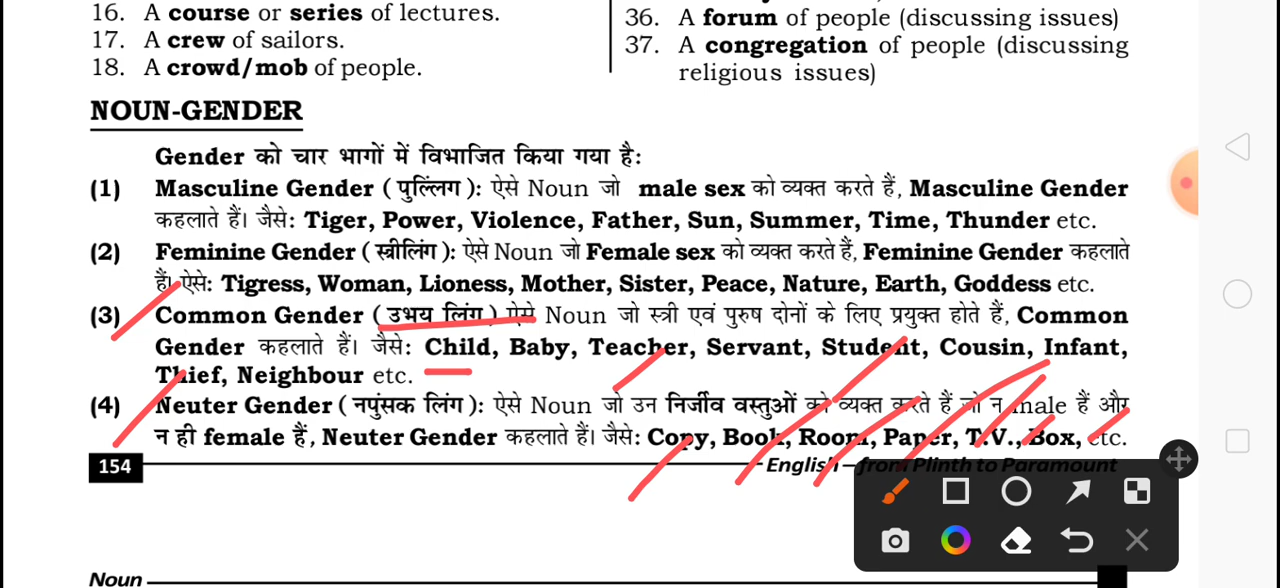 16. A course or series of lectures.
17. A crew of sailors.
18. A crowd/mob of people.
36. A forum of people (discussing issues)
37. A congregation of people (discussing
religious issues)
NOUN-GENDER
Gender को चार भागों में विभाजित किया गया है:
(1) Masculine Gender (पुल्लिंग): ऐसे Noun जो male sex को व्यक्त करते हैं, Masculine Gender
कहलाते हैं। जैसे: Tiger, Power, Violence, Father, Sun, Summer, Time, Thunder etc.
(2) Feminine Gender (स्त्रीलिंग): ऐसे Noun जो Female sex को व्यक्त करते हैं, Feminine Gender कहलाते
हैं। ऐसे: Tigress, Woman, Lioness, Mother, Sister, Peace, Nature, Earth, Goddess etc.
(3) Common Gender (उभय लिंग) ऐसे Noun जो स्त्री एवं पुरुष दोनों के लिए प्रयुक्त होते हैं, Common
Gender कहलाते हैं। जैसे: Child, Baby, Teacher, Servant, Student, Cousin, Infant,
Thief, Neighbour etc.
(4) Neuter Gender (नपुंसक लिंग): ऐसे Noun जो उन निर्जीव वस्तुओं को व्यक्त करते हैं जो न male हैं और
न ही female हैं, Neuter Gender कहलाते हैं। जैसे: Copy, Book, Room, Paper, T.V., Box, etc.
154 English—from Plinth to Paramount
Noun